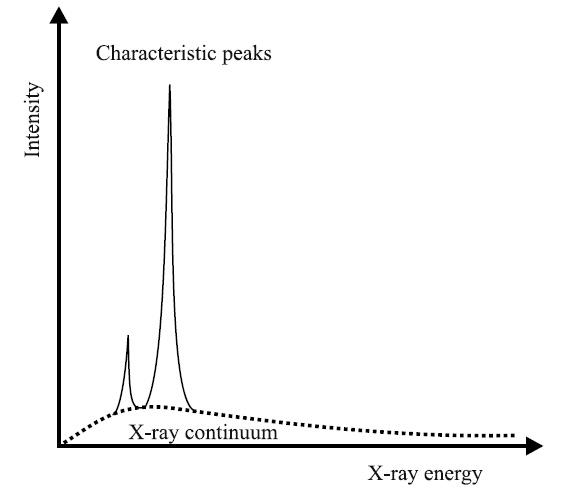 Characteristic peaks
Intensity
X-ray continuum
X-ray energy